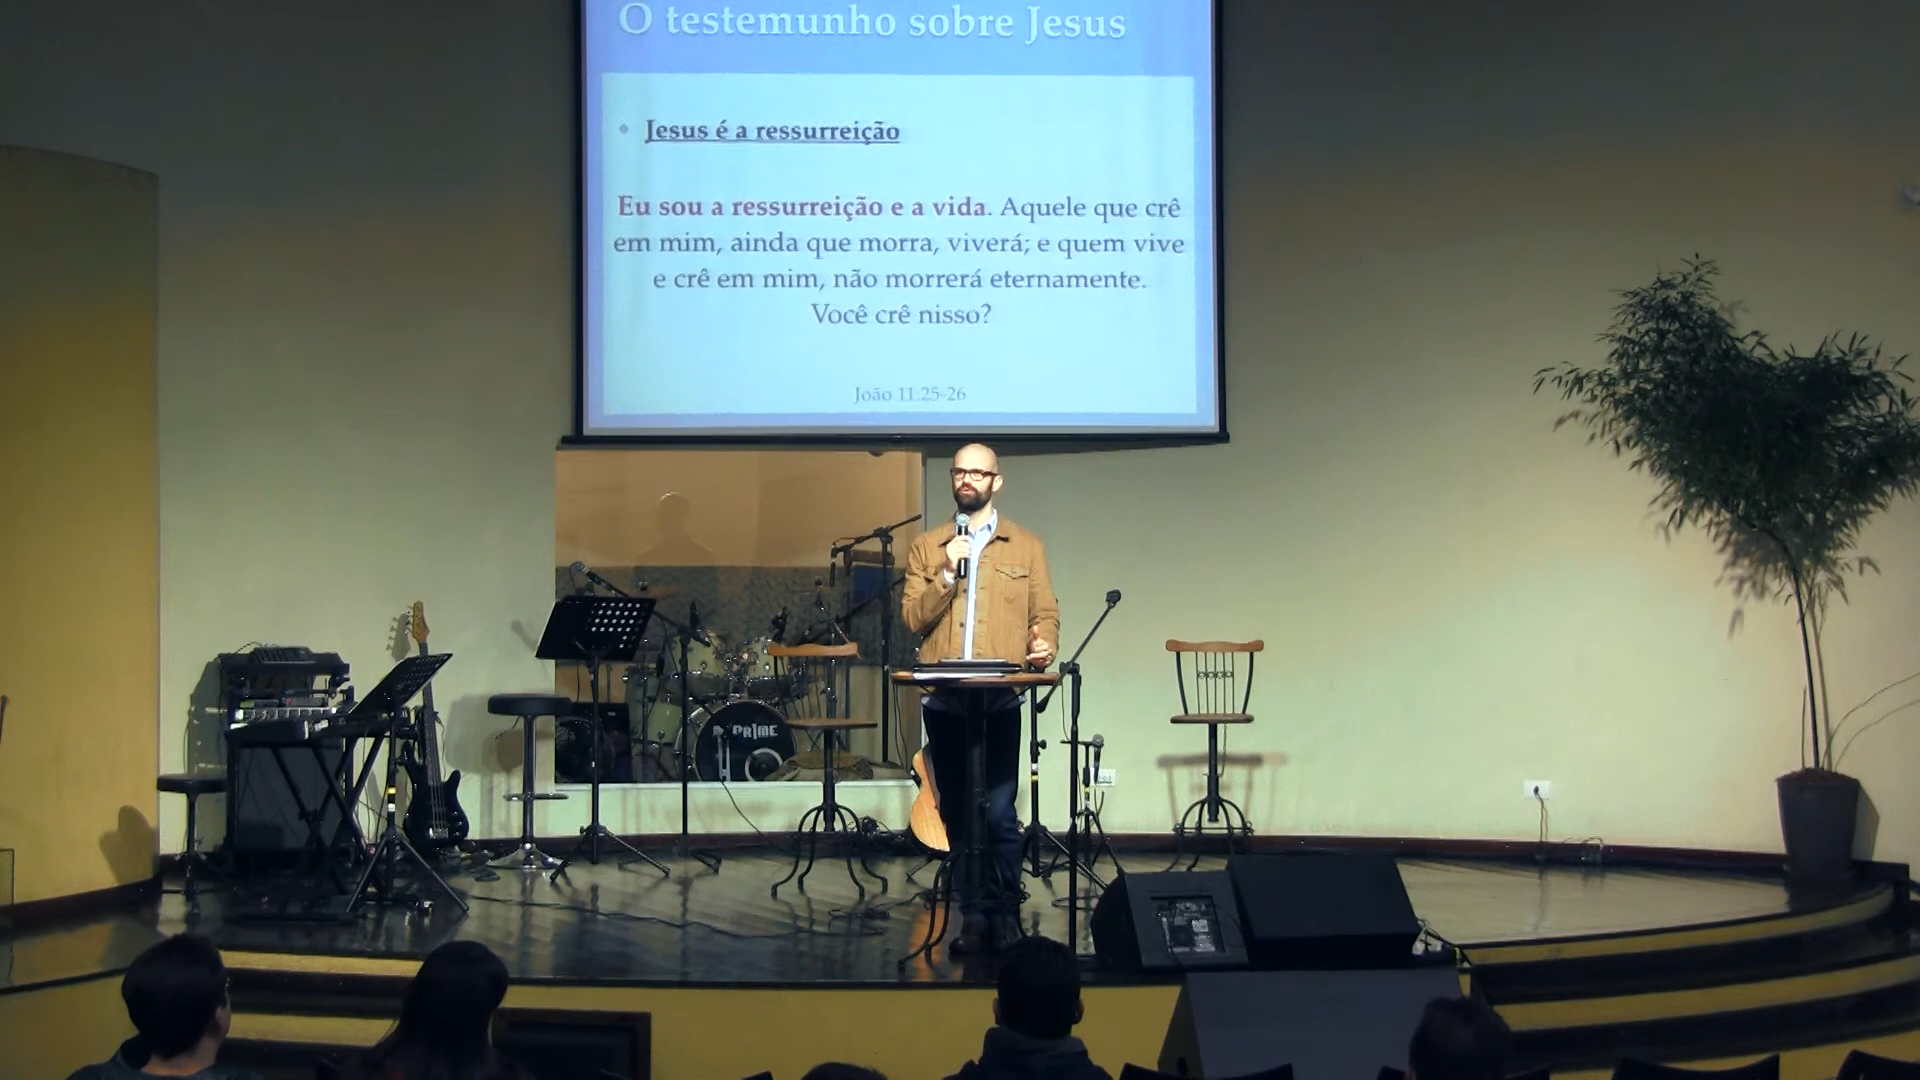 O testemunho sobre Jesus
• Jesus é a ressurreição
Eu sou a ressurreição e a vida. Aquele que crê
em mim, ainda que morra, viverá; e quem vive
e crê em mim, não morrerá eternamente.
Você crê nisso?
João 11:25-26